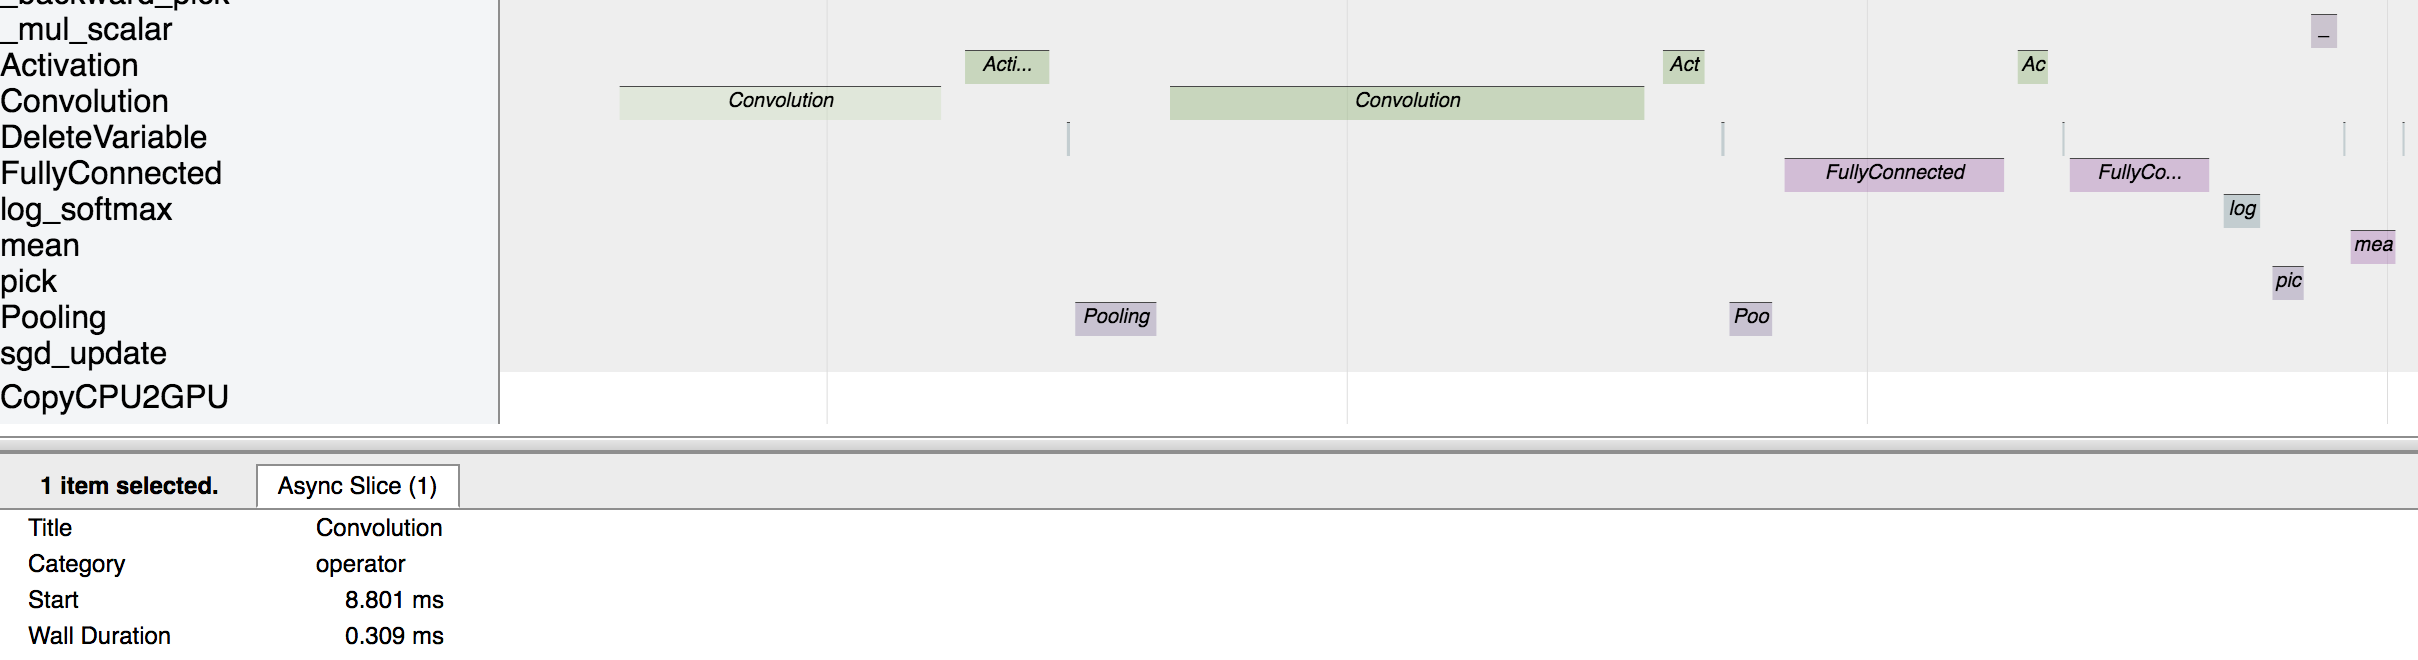 _backward_pick
_mul_scalar _
Activation Acti... Act Ac
Convolution Convolution Convolution
DeleteVariable
FullyConnected FullyConnected FullyCo...
log_softmax log
mean mea
pick pic
Pooling Pooling Poo
sgd_update
CopyCPU2GPU
1 item selected. Async Slice (1)
Title Convolution
Category operator
Start 8.801 ms
Wall Duration 0.309 ms